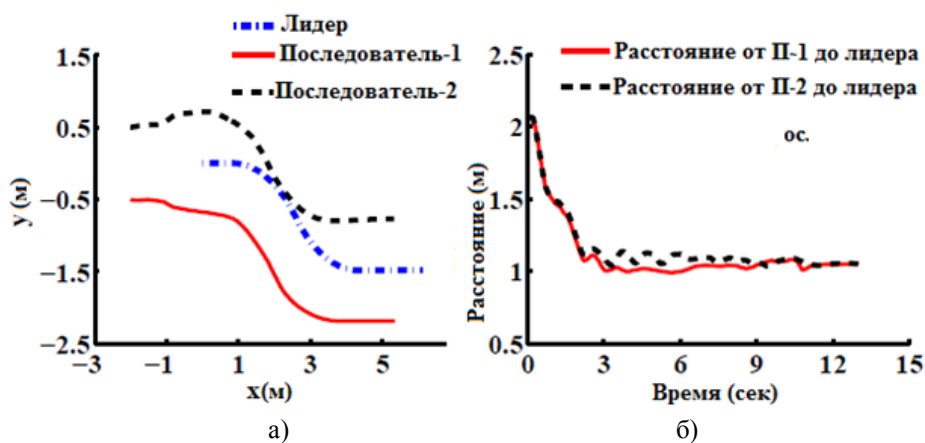 Лидер
Последователь-1
Последователь-2
1.5
0.5
−0.5
−1.5
−2.5
y (м)
−3
−1
1
3
5
x(м)
а)
Расстояние от П-1 до лидера
Расстояние от П-2 до лидера
ос.
2
1.5
1
0.5
Расстояние (м)
0
3
6
9
12
15
Время (сек)
б)